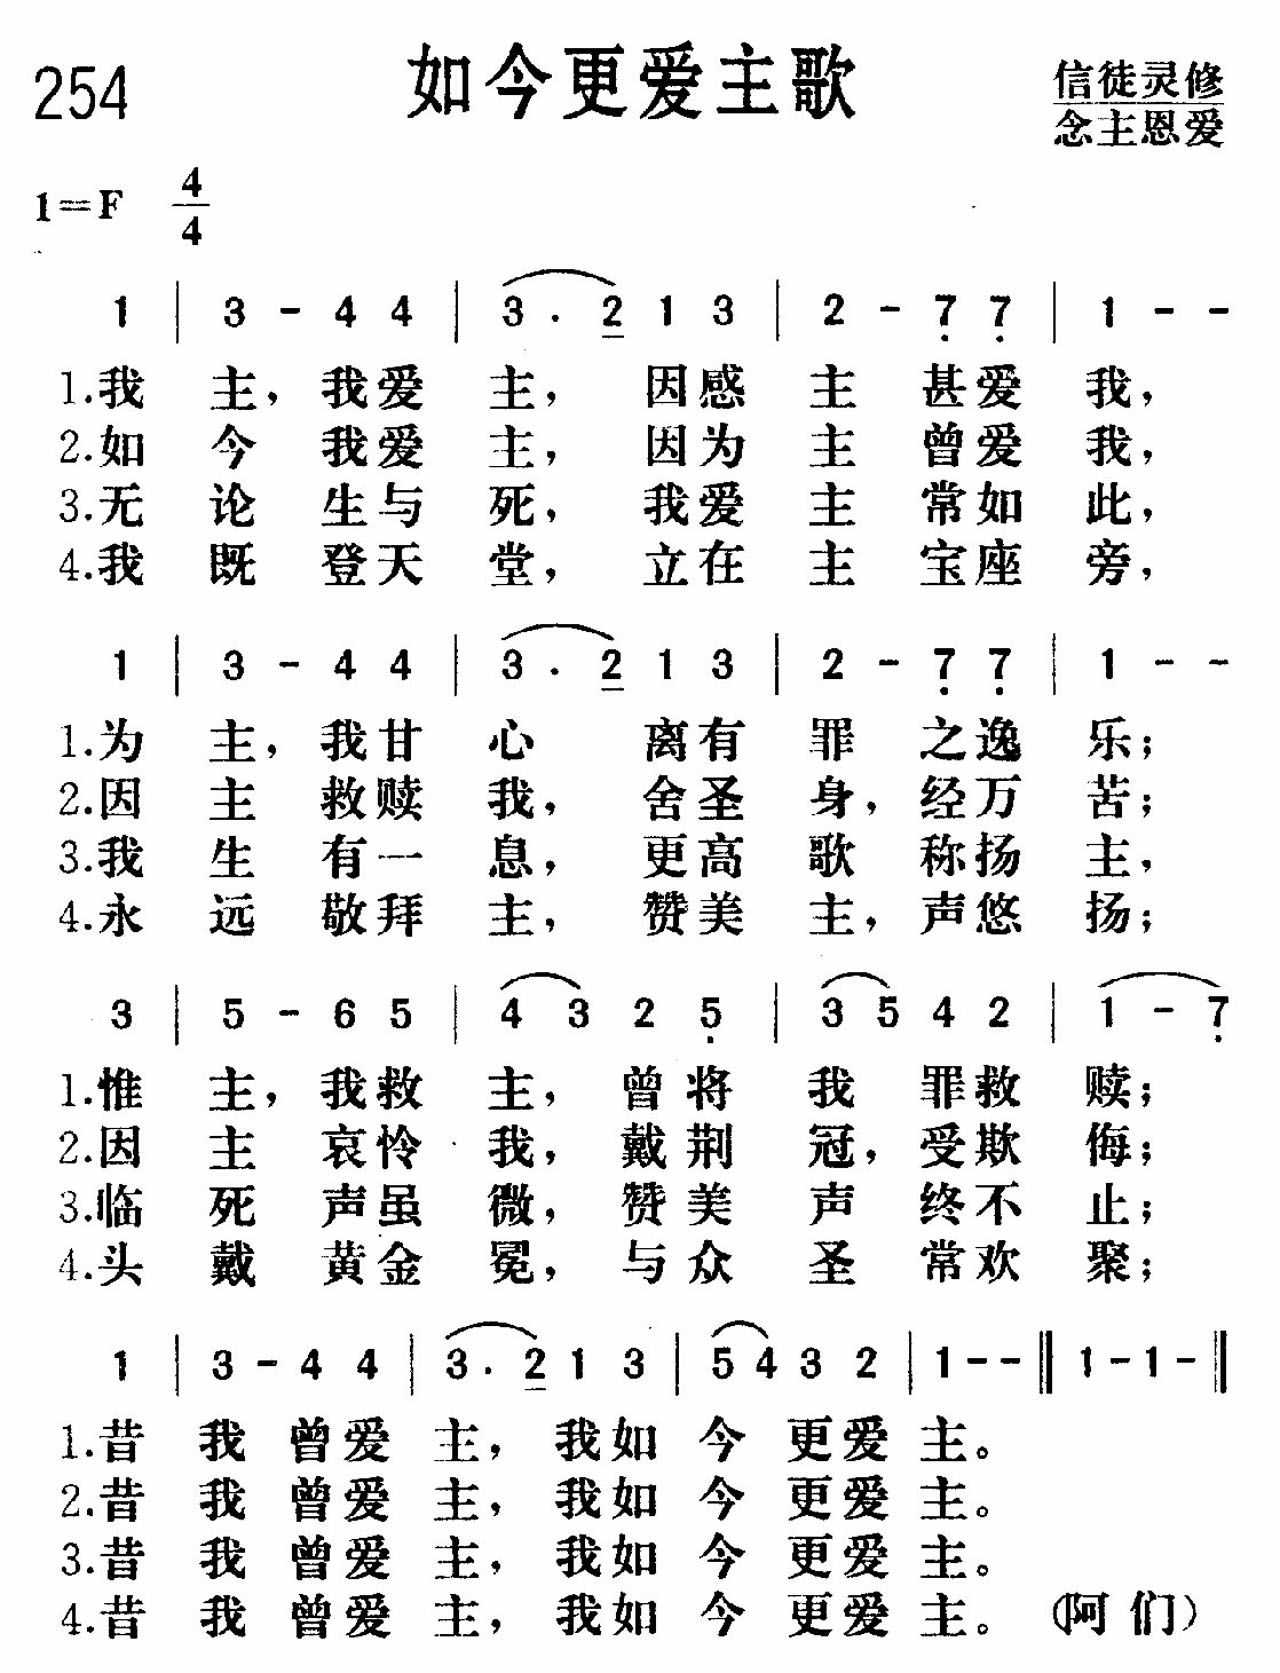 254 如今更爱主歌 信徒灵修
念主恩爱
1=F 4/4
1 | 3 - 4 4 | 3 . 2 1 3 | 2 - 7 7 | 1 - -
1.我 主，我爱 主， 因感 主 甚爱 我，
2.如 今 我爱 主， 因为 主 曾爱 我，
3.无 论 生与 死， 我爱 主 常如 此，
4.我 既 登天 堂， 立在 主 宝座 旁，
1 | 3 - 4 4 | 3 . 2 1 3 | 2 - 7 7 | 1 - -
1.为 主，我甘 心 离有 罪 之逸 乐；
2.因 主 救赎 我， 舍圣 身，经万 苦；
3.我 生 有一 息， 更高 歌 称扬 主，
4.永 远 敬拜 主， 赞美 主，声悠 扬；
3 | 5 - 6 5 | 4 3 2 5 | 3 5 4 2 | 1 - 7
1.惟 主，我救 主， 曾将 我 罪救 赎；
2.因 主 哀怜 我， 戴荆 冠，受欺 侮；
3.临 死 声虽 微， 赞美 声 终不 止；
4.头 戴 黄金 冕， 与众 圣 常欢 聚；
1 | 3 - 4 4 | 3 . 2 1 3 | 5 4 3 2 | 1 - - ‖ 1 - 1 - ‖
1.昔 我 曾爱 主， 我如 今 更爱 主。
2.昔 我 曾爱 主， 我如 今 更爱 主。
3.昔 我 曾爱 主， 我如 今 更爱 主。
4.昔 我 曾爱 主， 我如 今 更爱 主。 （阿们）